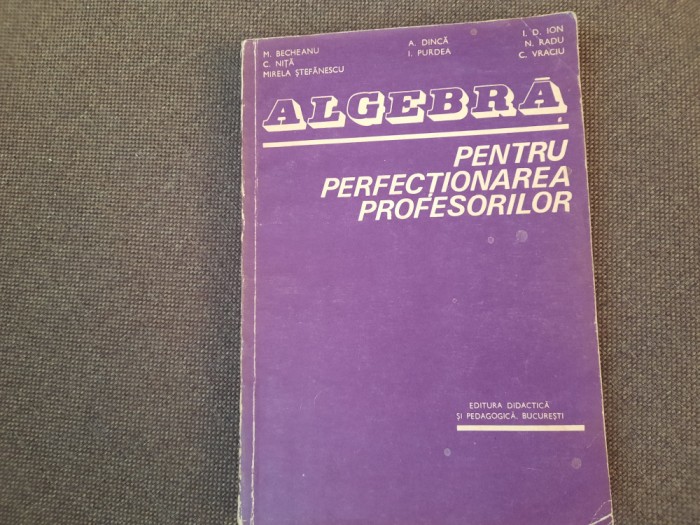 M. BECHEANU
C. NIȚĂ
MIRELA ȘTEFĂNESCU
A. DINCĂ
I. PURDEA
I. D. ION
N. RADU
C. VRACIU
ALGEBRĂ
PENTRU
PERFECȚIONAREA
PROFESORILOR
EDITURA DIDACTICĂ
ȘI PEDAGOGICĂ, BUCUREȘTI